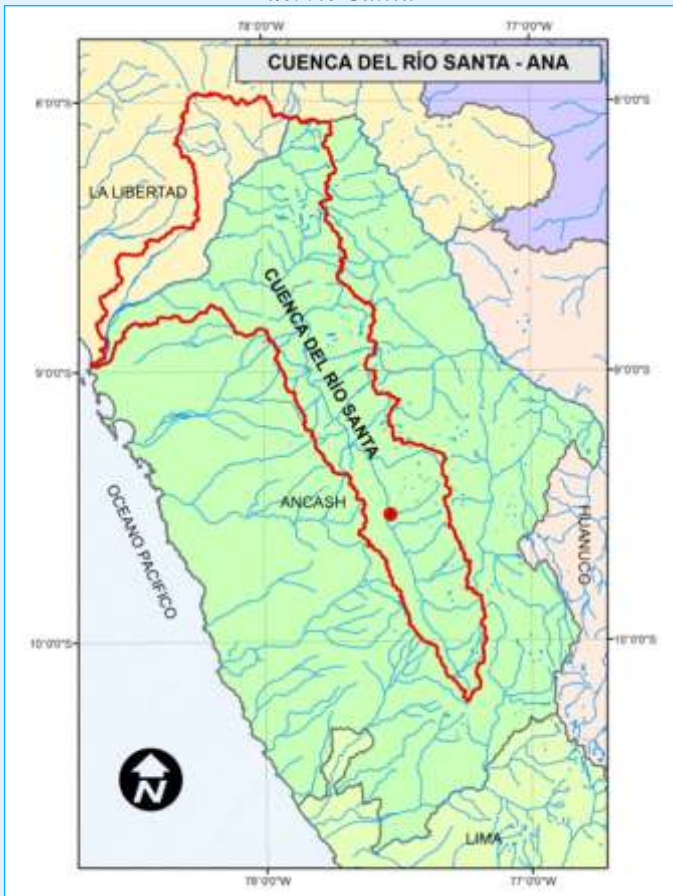 78°0'0"W
77°0'0"W
CUENCA DEL RÍO SANTA - ANA
8°0'0"S
8°0'0"S
LA LIBERTAD
CUENCA DEL RÍO SANTA
9°0'0"S
9°0'0"S
ANCASH
OCEANO PACIFICO
HUANUCO
10°0'0"S
10°0'0"S
N
LIMA
78°0'0"W
77°0'0"W